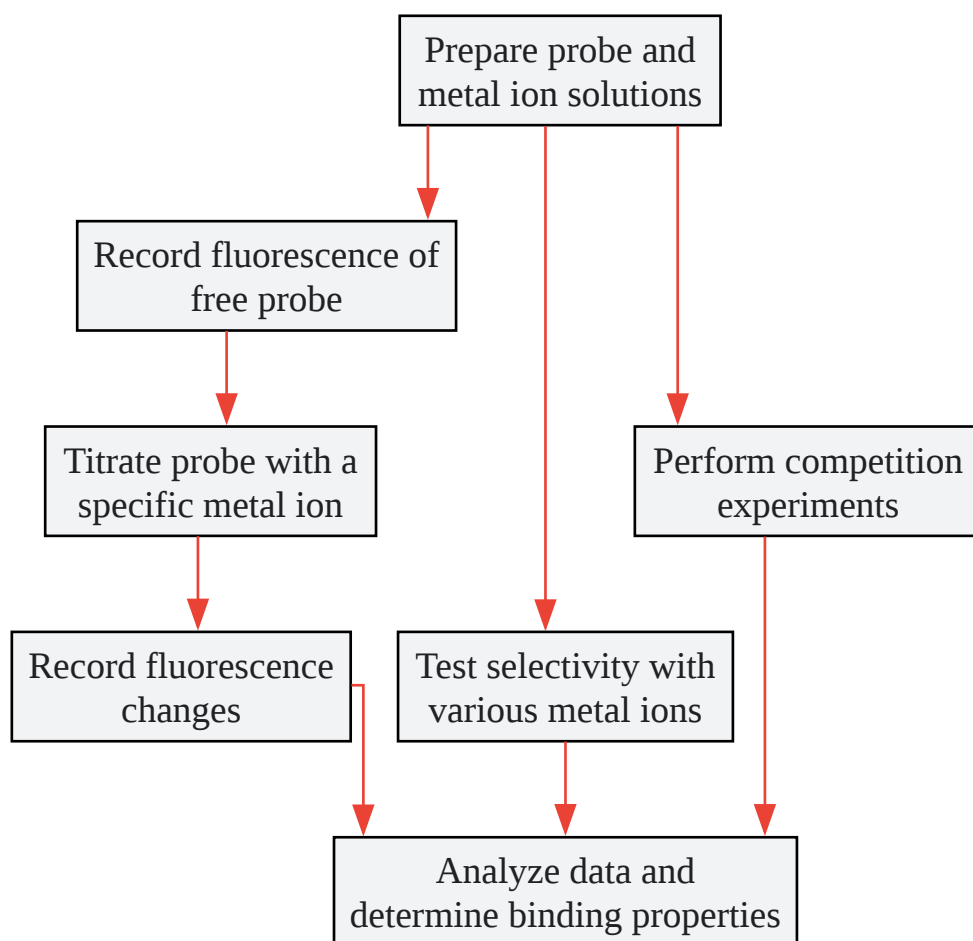 Prepare probe and
metal ion solutions
Record fluorescence of
free probe
Titrate probe with a
specific metal ion
Perform competition
experiments
Record fluorescence
changes
Test selectivity with
various metal ions
Analyze data and
determine binding properties